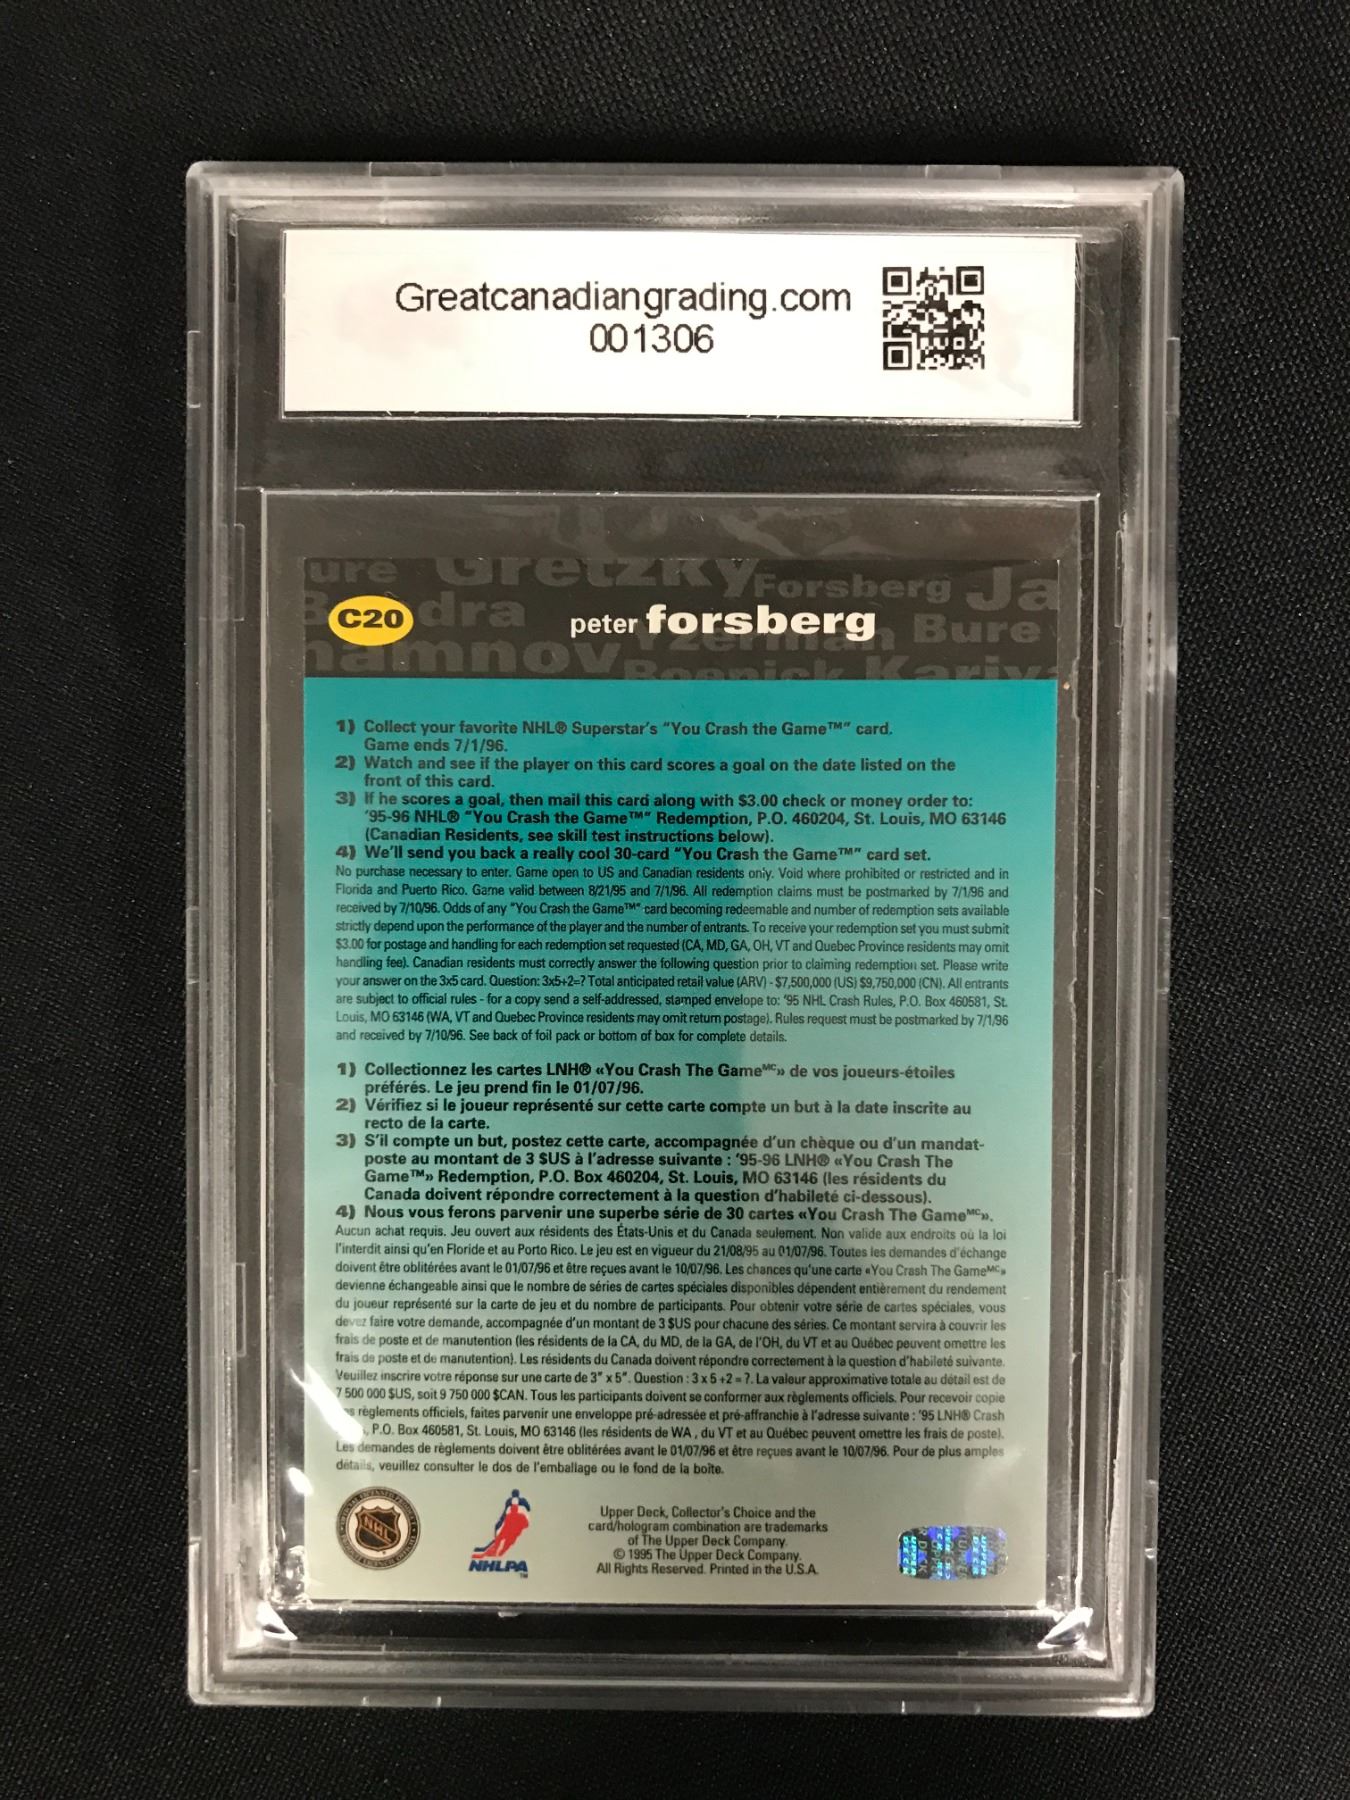 Greatcanadiangrading.com
001306
ure Gretzky Forsberg Ja
C20 dra peter forsberg Bure
hamnov Yzerman
Roenick Kariya
1) Collect your favorite NHL® Superstar's "You Crash the Game™" card.
Game ends 7/1/96.
2) Watch and see if the player on this card scores a goal on the date listed on the
front of this card.
3) If he scores a goal, then mail this card along with $3.00 check or money order to:
'95-96 NHL® "You Crash the Game™" Redemption, P.O. 460204, St. Louis, MO 63146
(Canadian Residents, see skill test instructions below).
4) We'll send you back a really cool 30-card "You Crash the Game™" card set.
No purchase necessary to enter. Game open to US and Canadian residents only. Void where prohibited or restricted and in
Florida and Puerto Rico. Game valid between 8/21/95 and 7/1/96. All redemption claims must be postmarked by 7/1/96 and
received by 7/10/96. Odds of any "You Crash the Game™" card becoming redeemable and number of redemption sets available
strictly depend upon the performance of the player and the number of entrants. To receive your redemption set you must submit
$3.00 for postage and handling for each redemption set requested (CA, MD, GA, OH, VT and Quebec Province residents may omit
handling fee). Canadian residents must correctly answer the following question prior to claiming redemption set. Please write
your answer on the 3x5 card. Question: 3x5+2=? Total anticipated retail value (ARV) - $7,500,000 (US) $9,750,000 (CN). All entrants
are subject to official rules - for a copy send a self-addressed, stamped envelope to: '95 NHL Crash Rules, P.O. Box 460581, St.
Louis, MO 63146 (WA, VT and Quebec Province residents may omit return postage). Rules request must be postmarked by 7/1/96
and received by 7/10/96. See back of foil pack or bottom of box for complete details.
1) Collectionnez les cartes LNH® «You Crash The Game ᴹᶜ» de vos joueurs-étoiles
préférés. Le jeu prend fin le 01/07/96.
2) Vérifiez si le joueur représenté sur cette carte compte un but à la date inscrite au
recto de la carte.
3) S'il compte un but, postez cette carte, accompagnée d'un chèque ou d'un mandat-
poste au montant de 3 $US à l'adresse suivante : '95-96 LNH® «You Crash The
Game™» Redemption, P.O. Box 460204, St. Louis, MO 63146 (les résidents du
Canada doivent répondre correctement à la question d'habileté ci-dessous).
4) Nous vous ferons parvenir une superbe série de 30 cartes «You Crash The Game ᴹᶜ».
Aucun achat requis. Jeu ouvert aux résidents des États-Unis et du Canada seulement. Non valide aux endroits où la loi
l'interdit ainsi qu'en Floride et au Porto Rico. Le jeu est en vigueur du 21/08/95 au 01/07/96. Toutes les demandes d'échange
doivent être oblitérées avant le 01/07/96 et être reçues avant le 10/07/96. Les chances qu'une carte «You Crash The Game ᴹᶜ»
devienne échangeable ainsi que le nombre de séries de cartes spéciales disponibles dépendent entièrement du rendement
du joueur représenté sur la carte de jeu et du nombre de participants. Pour obtenir votre série de cartes spéciales, vous
devez faire votre demande, accompagnée d'un montant de 3 $US pour chacune des séries. Ce montant servira à couvrir les
frais de poste et de manutention (les résidents de la CA, du MD, de la GA, de l'OH, du VT et au Québec peuvent omettre les
frais de poste et de manutention). Les résidents du Canada doivent répondre correctement à la question d'habileté suivante.
Veuillez inscrire votre réponse sur une carte de 3" x 5". Question : 3 x 5 +2 = ?. La valeur approximative totale au détail est de
7 500 000 $US, soit 9 750 000 $CAN. Tous les participants doivent se conformer aux règlements officiels. Pour recevoir copie
règlements officiels, faites parvenir une enveloppe pré-adressée et pré-affranchie à l'adresse suivante : '95 LNH® Crash
, P.O. Box 460581, St. Louis, MO 63146 (les résidents de WA , du VT et au Québec peuvent omettre les frais de poste).
Les demandes de règlements doivent être oblitérées avant le 01/07/96 et être reçues avant le 10/07/96. Pour de plus amples
détails, veuillez consulter le dos de l'emballage ou le fond de la boîte.
NHL
NHLPA
Upper Deck, Collector's Choice and the
card/hologram combination are trademarks
of The Upper Deck Company.
© 1995 The Upper Deck Company.
All Rights Reserved. Printed in the U.S.A.
UPPER DECK